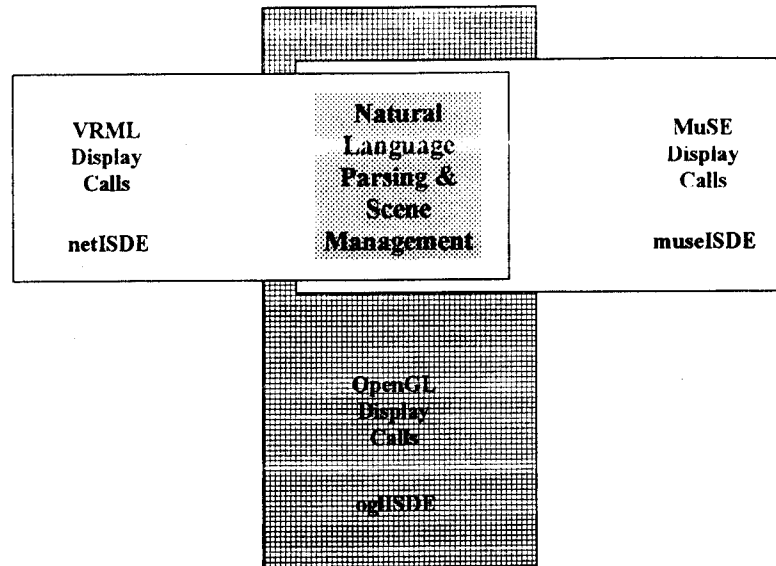 VRML
Display
Calls
netISDE
Natural
Language
Parsing &
Scene
Management
MuSE
Display
Calls
museISDE
OpenGL
Display
Calls
oglISDE